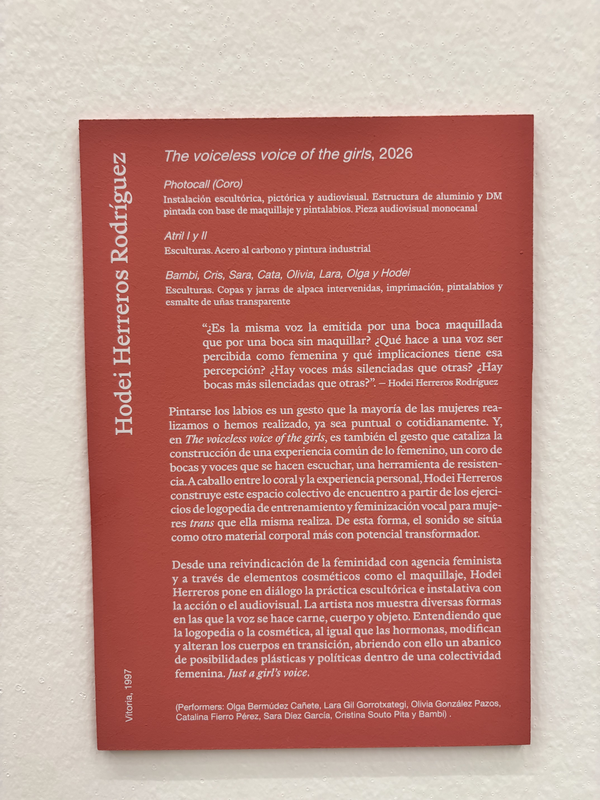 Hodei Herreros Rodríguez
Vitoria, 1997
The voiceless voice of the girls, 2026
Photocall (Coro)
Instalación escultórica, pictórica y audiovisual. Estructura de aluminio y DM
pintada con base de maquillaje y pintalabios. Pieza audiovisual monocanal
Atril I y II
Esculturas. Acero al carbono y pintura industrial
Bambi, Cris, Sara, Cata, Olivia, Lara, Olga y Hodei
Esculturas. Copas y jarras de alpaca intervenidas, imprimación, pintalabios y
esmalte de uñas transparente
“¿Es la misma voz la emitida por una boca maquillada
que por una boca sin maquillar? ¿Qué hace a una voz ser
percibida como femenina y qué implicaciones tiene esa
percepción? ¿Hay voces más silenciadas que otras? ¿Hay
bocas más silenciadas que otras?”. – Hodei Herreros Rodríguez
Pintarse los labios es un gesto que la mayoría de las mujeres rea-
lizamos o hemos realizado, ya sea puntual o cotidianamente. Y,
en The voiceless voice of the girls, es también el gesto que cataliza la
construcción de una experiencia común de lo femenino, un coro de
bocas y voces que se hacen escuchar, una herramienta de resisten-
cia. A caballo entre lo coral y la experiencia personal, Hodei Herreros
construye este espacio colectivo de encuentro a partir de los ejerci-
cios de logopedia de entrenamiento y feminización vocal para muje-
res trans que ella misma realiza. De esta forma, el sonido se sitúa
como otro material corporal más con potencial transformador.
Desde una reivindicación de la feminidad con agencia feminista
y a través de elementos cosméticos como el maquillaje, Hodei
Herreros pone en diálogo la práctica escultórica e instalativa con
la acción o el audiovisual. La artista nos muestra diversas formas
en las que la voz se hace carne, cuerpo y objeto. Entendiendo que
la logopedia o la cosmética, al igual que las hormonas, modifican
y alteran los cuerpos en transición, abriendo con ello un abanico
de posibilidades plásticas y políticas dentro de una colectividad
femenina. Just a girl’s voice.
(Performers: Olga Bermúdez Cañete, Lara Gil Gorrotxategi, Olivia González Pazos,
Catalina Fierro Pérez, Sara Díez García, Cristina Souto Pita y Bambi) .